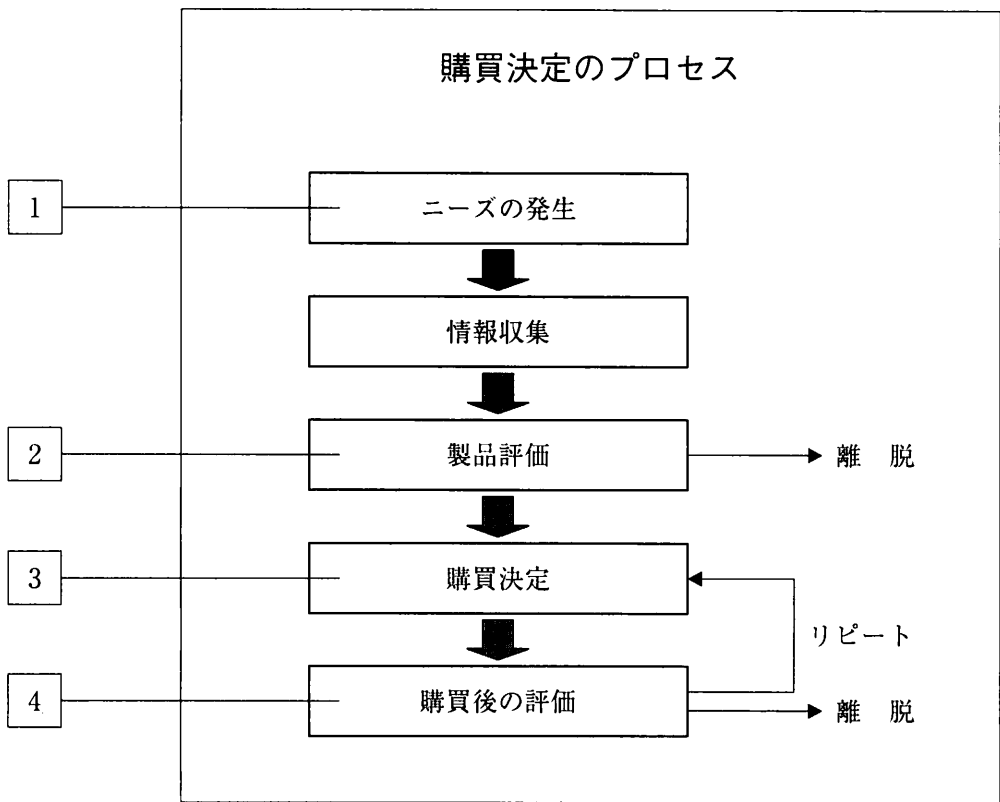 購買決定のプロセス
1
ニーズの発生
情報収集
2
製品評価
離 脱
3
購買決定
リピート
4
購買後の評価
離 脱